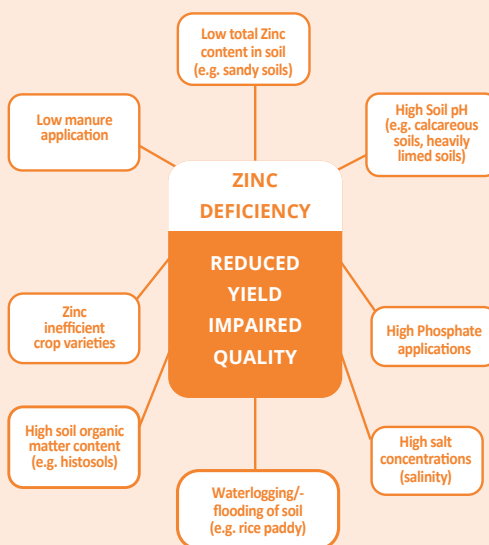 Low total Zinc
content in soil
(e.g. sandy soils)
Low manure
application
High Soil pH
(e.g. calcareous
soils, heavily
limed soils)
ZINC
DEFICIENCY
REDUCED
YIELD
IMPAIRED
QUALITY
Zinc
inefficient
crop varieties
High Phosphate
applications
High soil organic
matter content
(e.g. histosols)
High salt
concentrations
(salinity)
Waterlogging/-
flooding of soil
(e.g. rice paddy)